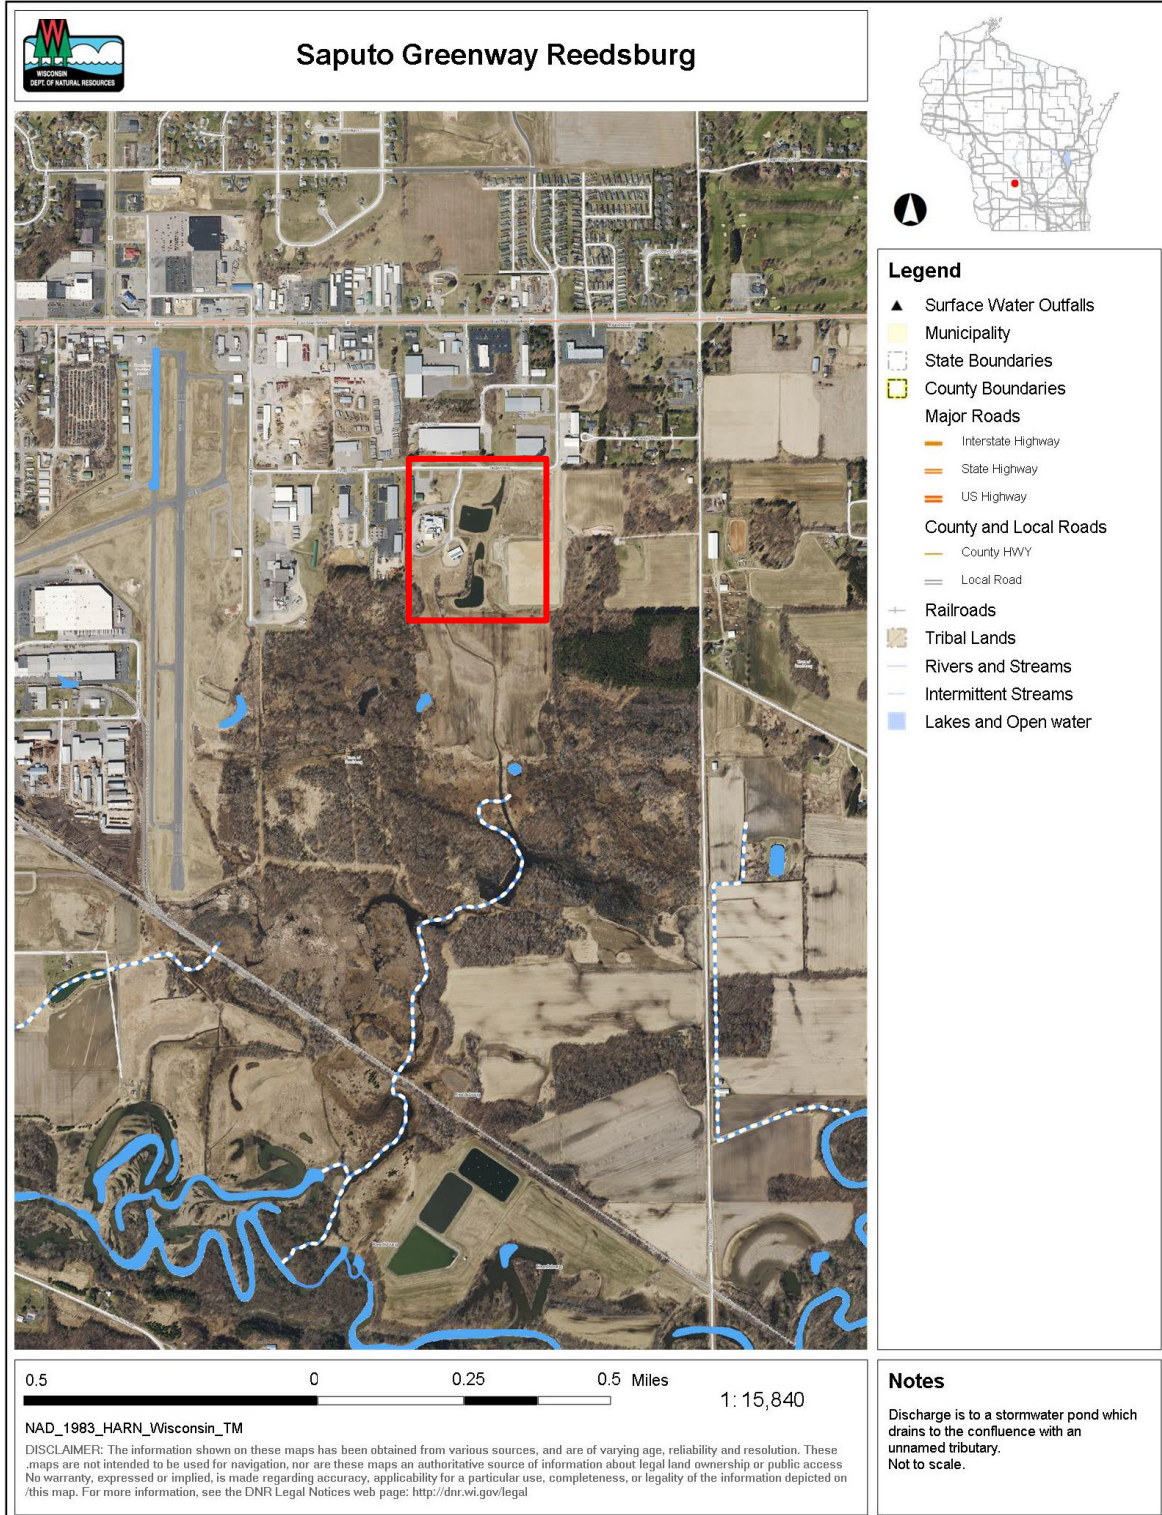 WISCONSIN
DEPT. OF NATURAL RESOURCES
Saputo Greenway Reedsburg
Legend
Surface Water Outfalls
Municipality
State Boundaries
County Boundaries
Major Roads
Interstate Highway
State Highway
US Highway
County and Local Roads
County HWY
Local Road
Railroads
Tribal Lands
Rivers and Streams
Intermittent Streams
Lakes and Open water
Reedsburg
Reedsburg
0.5 0 0.25 0.5 Miles
1: 15,840
NAD_1983_HARN_Wisconsin_TM
DISCLAIMER: The information shown on these maps has been obtained from various sources, and are of varying age, reliability and resolution. These
.maps are not intended to be used for navigation, nor are these maps an authoritative source of information about legal land ownership or public access
No warranty, expressed or implied, is made regarding accuracy, applicability for a particular use, completeness, or legality of the information depicted on
/this map. For more information, see the DNR Legal Notices web page: http://dnr.wi.gov/legal
Notes
Discharge is to a stormwater pond which
drains to the confluence with an
unnamed tributary.
Not to scale.